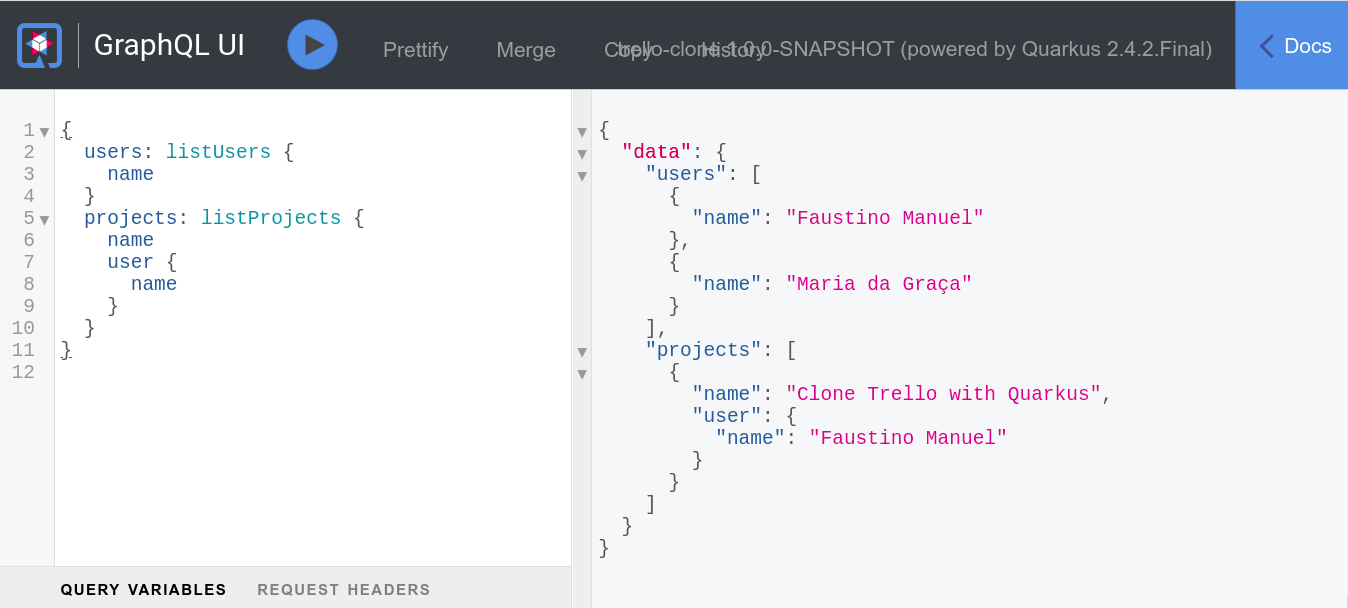 GraphQL UI
Prettify Merge Copy History trello-clone 1.0.0-SNAPSHOT (powered by Quarkus 2.4.2.Final) Docs
1 {
2 users: listUsers {
3 name
4 }
5 projects: listProjects {
6 name
7 user {
8 name
9 }
10 }
11 }
12
{
"data": {
"users": [
{
"name": "Faustino Manuel"
},
{
"name": "Maria da Graça"
}
],
"projects": [
{
"name": "Clone Trello with Quarkus",
"user": {
"name": "Faustino Manuel"
}
}
]
}
}
QUERY VARIABLES REQUEST HEADERS